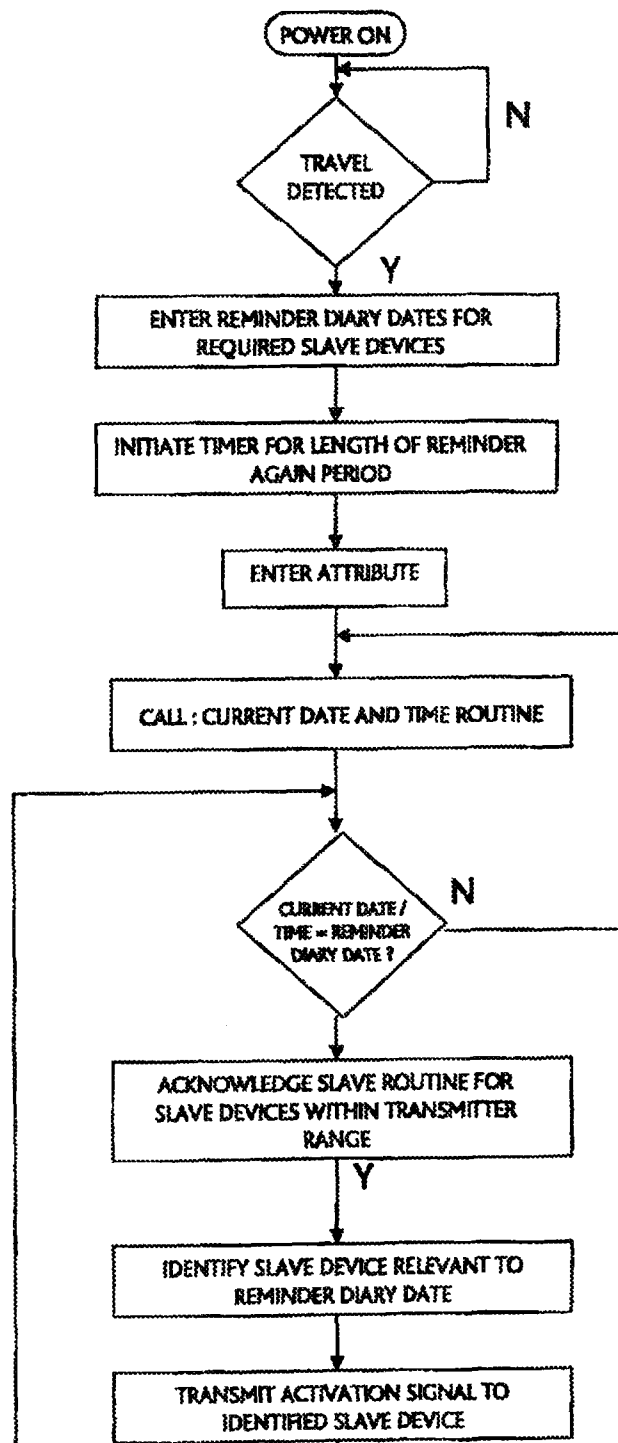 POWER ON
N
TRAVEL
DETECTED
Y
ENTER REMINDER DIARY DATES FOR
REQUIRED SLAVE DEVICES
INITIATE TIMER FOR LENGTH OF REMINDER
AGAIN PERIOD
ENTER ATTRIBUTE
CALL : CURRENT DATE AND TIME ROUTINE
N
CURRENT DATE /
TIME = REMINDER
DIARY DATE ?
ACKNOWLEDGE SLAVE ROUTINE FOR
SLAVE DEVICES WITHIN TRANSMITTER
RANGE
Y
IDENTIFY SLAVE DEVICE RELEVANT TO
REMINDER DIARY DATE
TRANSMIT ACTIVATION SIGNAL TO
IDENTIFIED SLAVE DEVICE